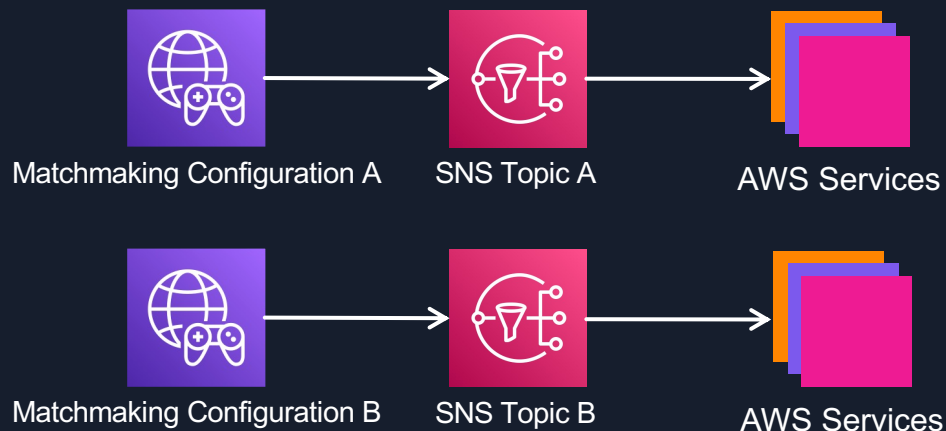 Matchmaking Configuration A
SNS Topic A
AWS Services
Matchmaking Configuration B
SNS Topic B
AWS Services